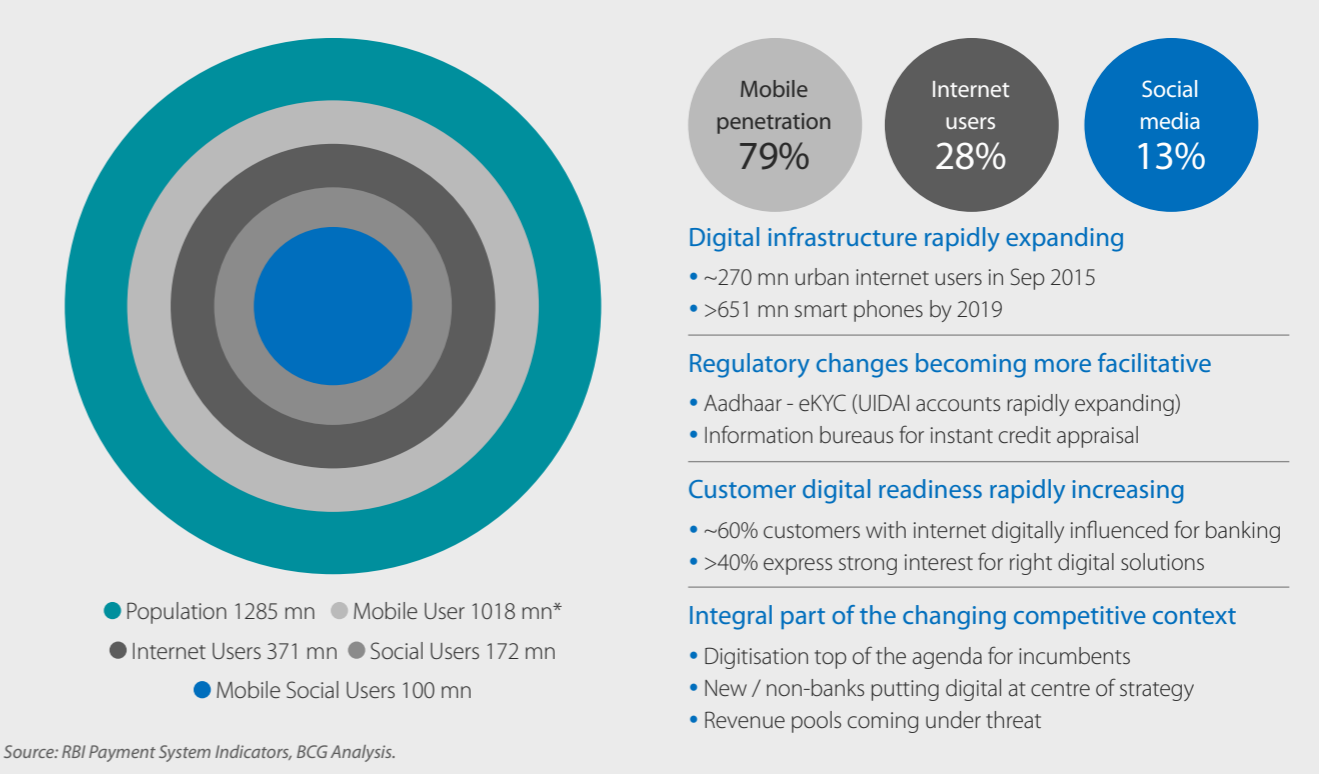 Mobile
penetration
79%
Internet
users
28%
Social
media
13%
Digital infrastructure rapidly expanding
• ~270 mn urban internet users in Sep 2015
• >651 mn smart phones by 2019
Regulatory changes becoming more facilitative
• Aadhaar - eKYC (UIDAI accounts rapidly expanding)
• Information bureaus for instant credit appraisal
Customer digital readiness rapidly increasing
• ~60% customers with internet digitally influenced for banking
• >40% express strong interest for right digital solutions
Integral part of the changing competitive context
• Digitisation top of the agenda for incumbents
• New / non-banks putting digital at centre of strategy
• Revenue pools coming under threat
Population 1285 mn Mobile User 1018 mn*
Internet Users 371 mn Social Users 172 mn
Mobile Social Users 100 mn
Source: RBI Payment System Indicators, BCG Analysis.